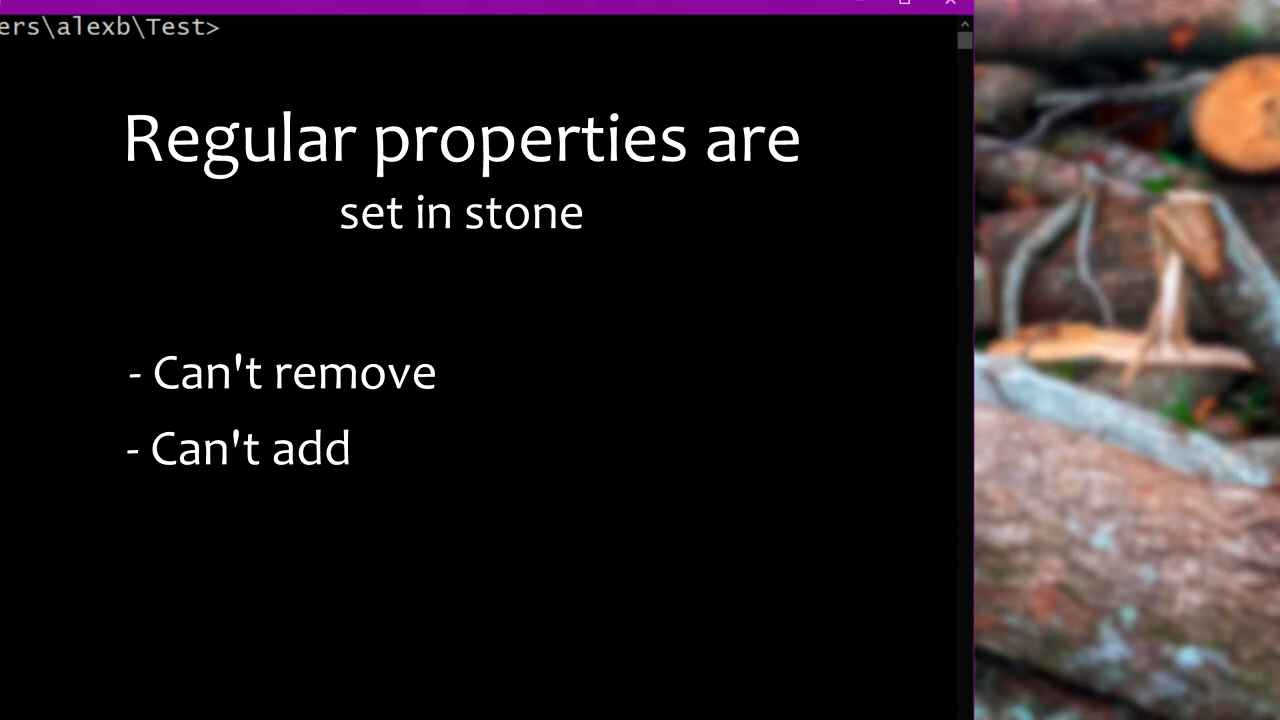 ers\alexb\Test>
Regular properties are
set in stone
- Can't remove
- Can't add